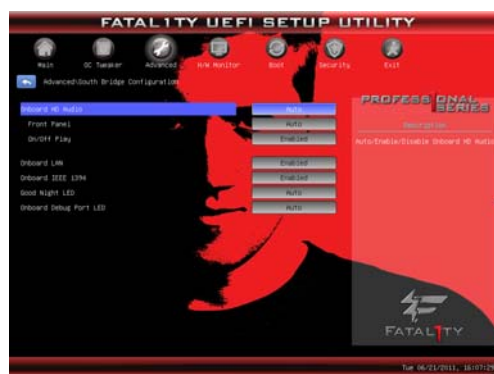 FATAL1TY UEFI SETUP UTILITY
Main OC Tweaker Advanced H/W Monitor Boot Security Exit
Advanced\South Bridge Configuration
Onboard HD Audio Auto
Front Panel Auto
On/Off Play Enabled
Onboard LAN Enabled
Onboard IEEE 1394 Enabled
Good Night LED Auto
Onboard Debug Port LED Auto
PROFESSIONAL
SERIES
Description
Auto/Enable/Disable Onboard HD Audio
FATAL1TY
Tue 06/21/2011, 16:07:29